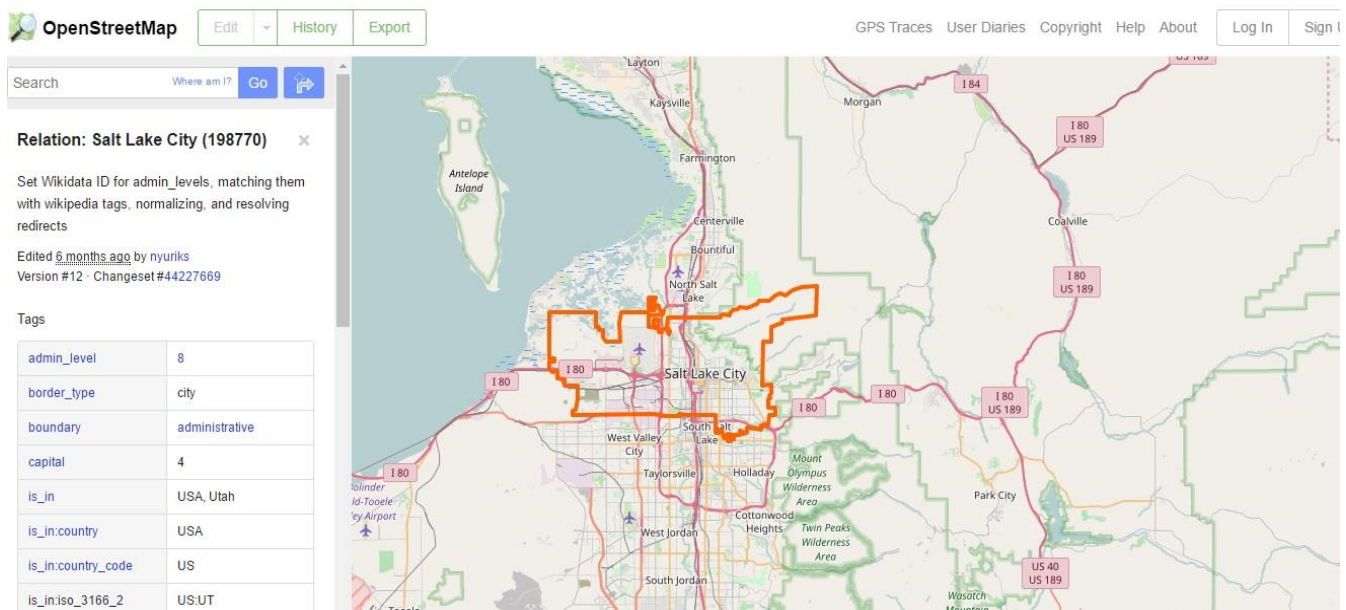 OpenStreetMap
Edit
History
Export
GPS Traces
User Diaries
Copyright
Help
About
Log In
Sign
Search
Where am I?
Go
Relation: Salt Lake City (198770)
×
Set Wikidata ID for admin_levels, matching them
with wikipedia tags, normalizing, and resolving
redirects
Edited 6 months ago by nyuriks
Version #12 · Changeset #44227669
Tags
admin_level 8
border_type city
boundary administrative
capital 4
is_in USA, Utah
is_in:country USA
is_in:country_code US
is_in:iso_3166_2 US:UT
Layton
Kaysville
Morgan
I 84
I 80
US 189
Farmington
Antelope
Island
Centerville
Coalville
Bountiful
I 80
US 189
North Salt
Lake
I 80
Salt Lake City
I 80
I 80
I 80
US 189
I 80
South Salt
Lake
West Valley
City
I 80
Taylorsville
Holladay
Mount
Olympus
Wilderness
Area
Park City
Cottonwood
Heights
Twin Peaks
Wilderness
Area
West Jordan
South Jordan
US 40
US 189
Wasatch